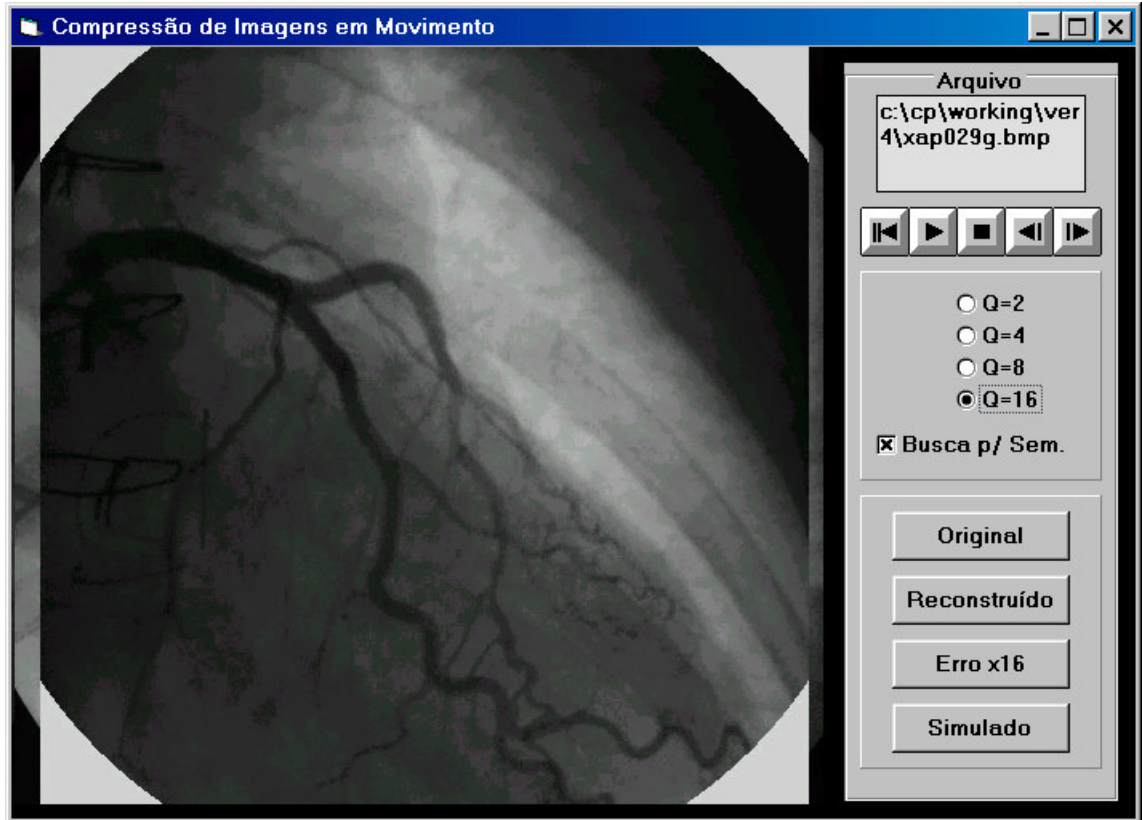 Compressão de Imagens em Movimento
Arquivo
c:\cp\working\ver
4\xap029g.bmp
Q=2
Q=4
Q=8
Q=16
Busca p/ Sem.
Original
Reconstruído
Erro x16
Simulado